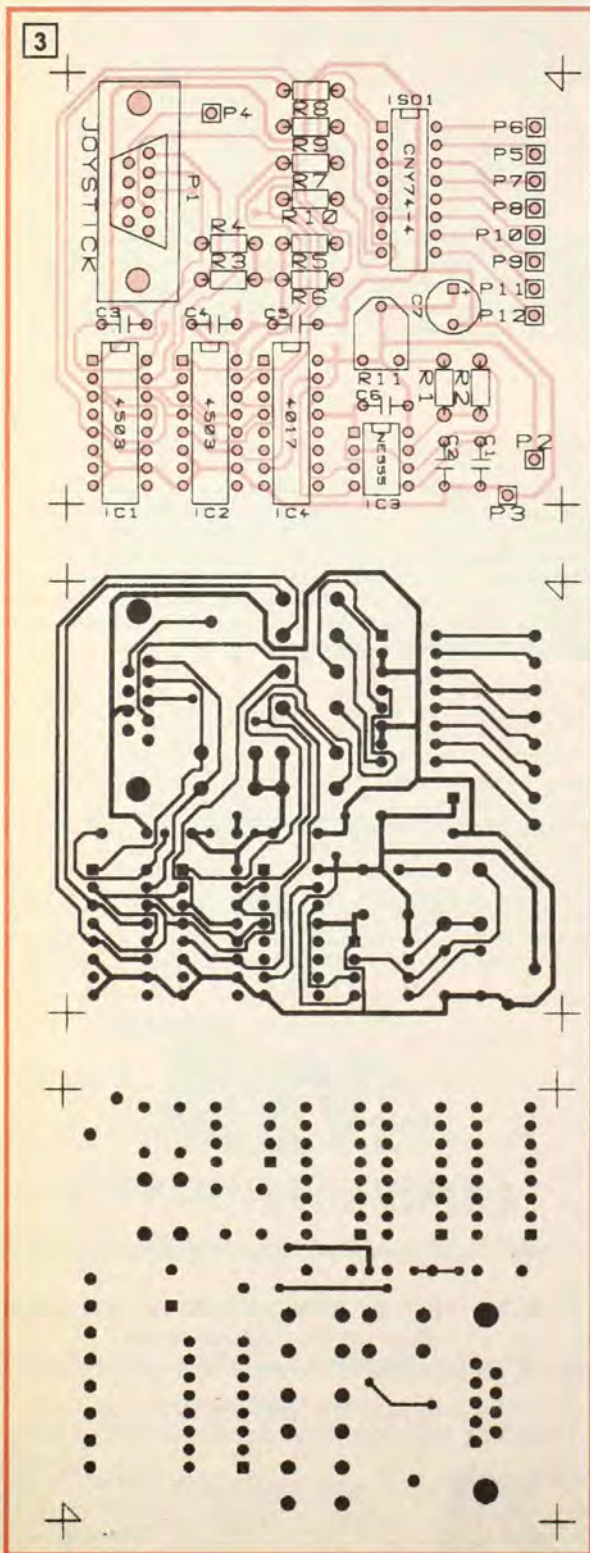 3
ISO1
P4
R8
R9
R7
R10
CNY74-4
P6
P5
P7
P8
P10
P9
P11
P12
JOYSTICK
P1
R4
R3
R5
R6
C7
+
C3
C4
C5
R11
C6
R1
R2
4503
4503
4017
NE555
C2
C1
P2
P3
IC1
IC2
IC4
IC3